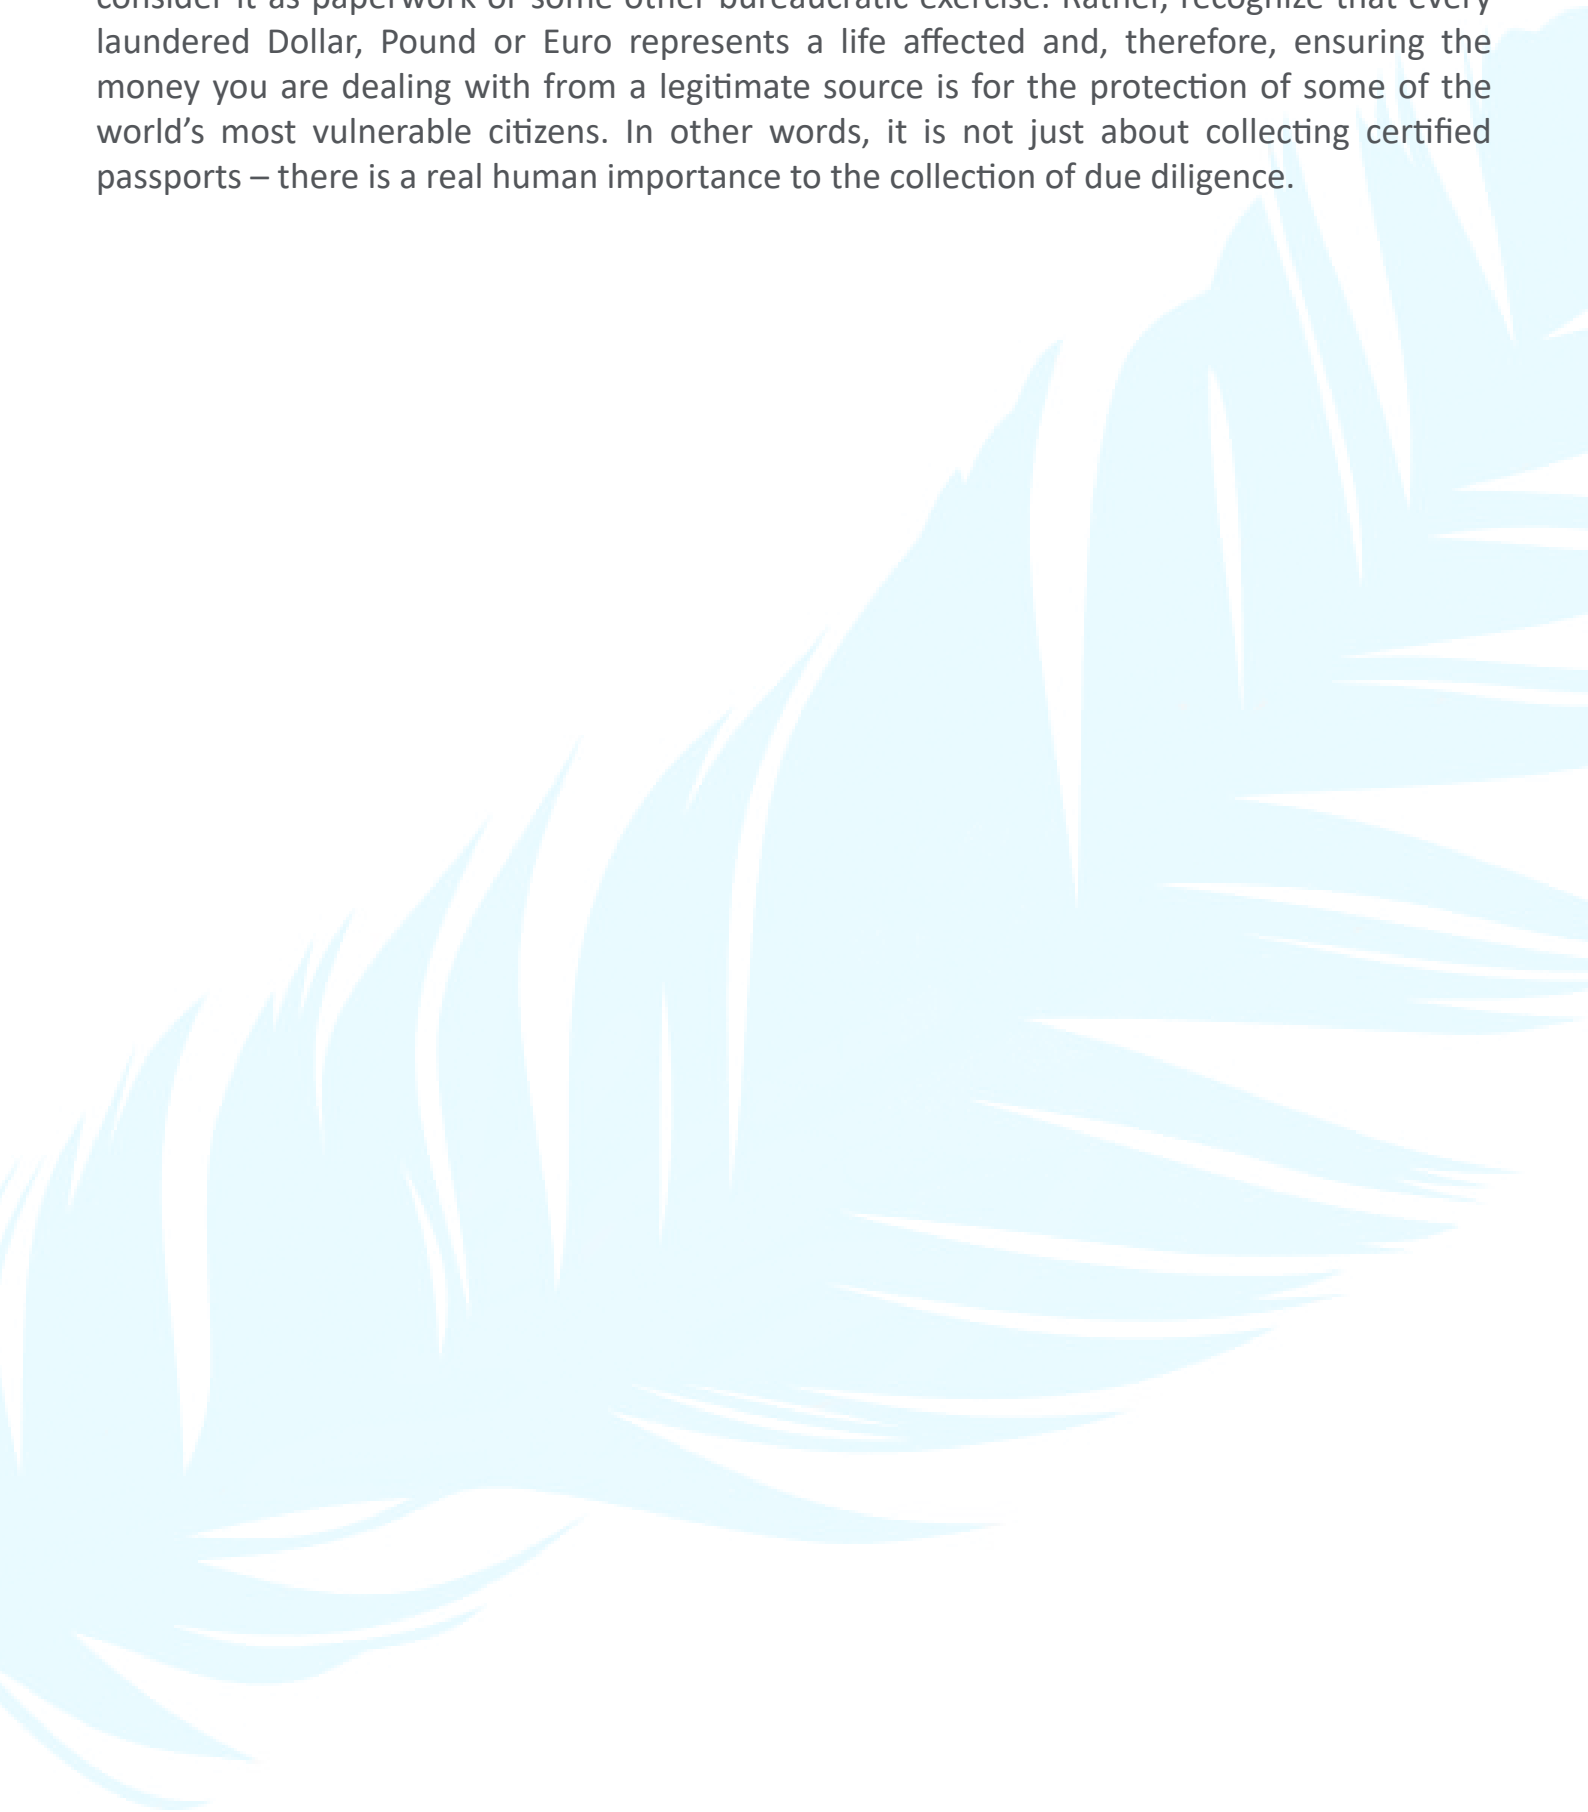 consider it as paperwork or some other bureaucratic exercise. Rather, recognize that every
laundered Dollar, Pound or Euro represents a life affected and, therefore, ensuring the
money you are dealing with from a legitimate source is for the protection of some of the
world’s most vulnerable citizens. In other words, it is not just about collecting certified
passports – there is a real human importance to the collection of due diligence.